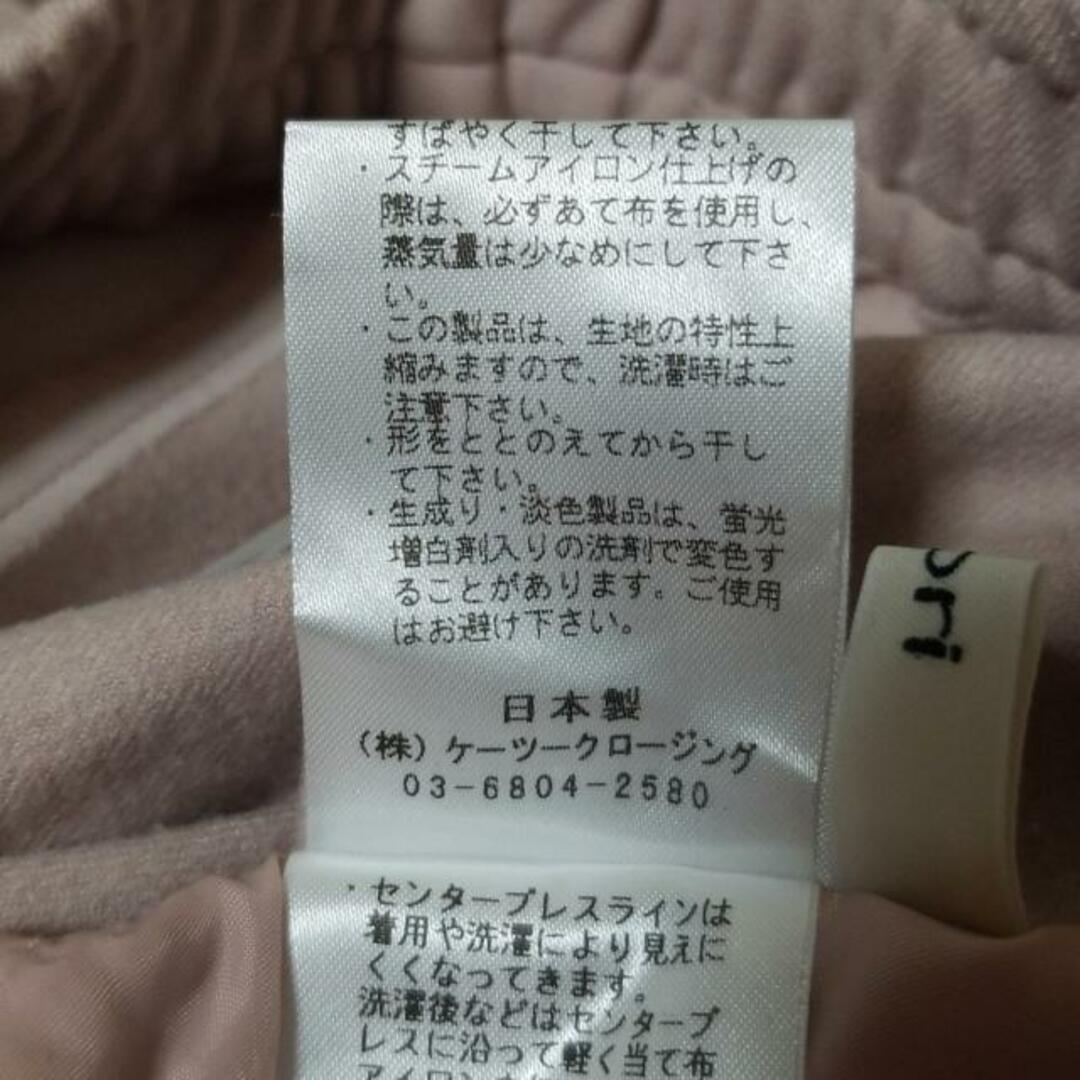 すばやく干して下さい。
・スチームアイロン仕上げの
際は、必ずあて布を使用し、
蒸気量は少なめにして下さ
い。
・この製品は、生地の特性上
縮みますので、洗濯時はご
注意下さい。
・形をととのえてから干し
て下さい。
・生成り・淡色製品は、蛍光
増白剤入りの洗剤で変色す
ることがあります。ご使用
はお避け下さい。
日本製
(株)ケーツークロージング
03-6804-2580
・センタープレスラインは
着用や洗濯により見えに
くくなってきます。
洗濯後などはセンタープ
レスに沿って軽く当て布
アイロン
ori